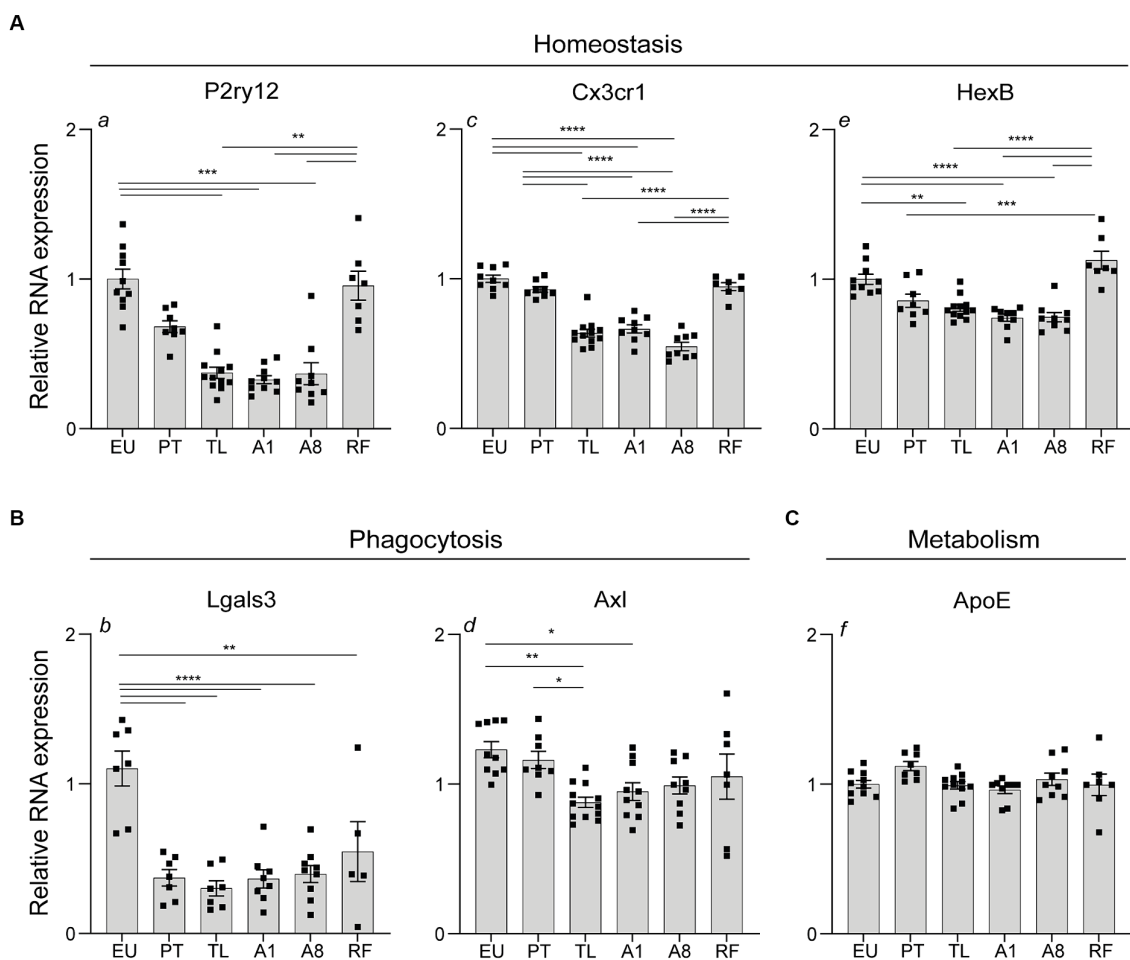 A
Homeostasis
P2ry12 Cx3cr1 HexB
a c e
2 2 2
** **** ****
*** **** ****
**** ** ***
****
1 1 1
Relative RNA expression
0 0 0
EU PT TL A1 A8 RF EU PT TL A1 A8 RF EU PT TL A1 A8 RF
B C
Phagocytosis Metabolism
Lgals3 Axl ApoE
b d f
2 2 2
** *
**** **
*
1 1 1
Relative RNA expression
0 0 0
EU PT TL A1 A8 RF EU PT TL A1 A8 RF EU PT TL A1 A8 RF